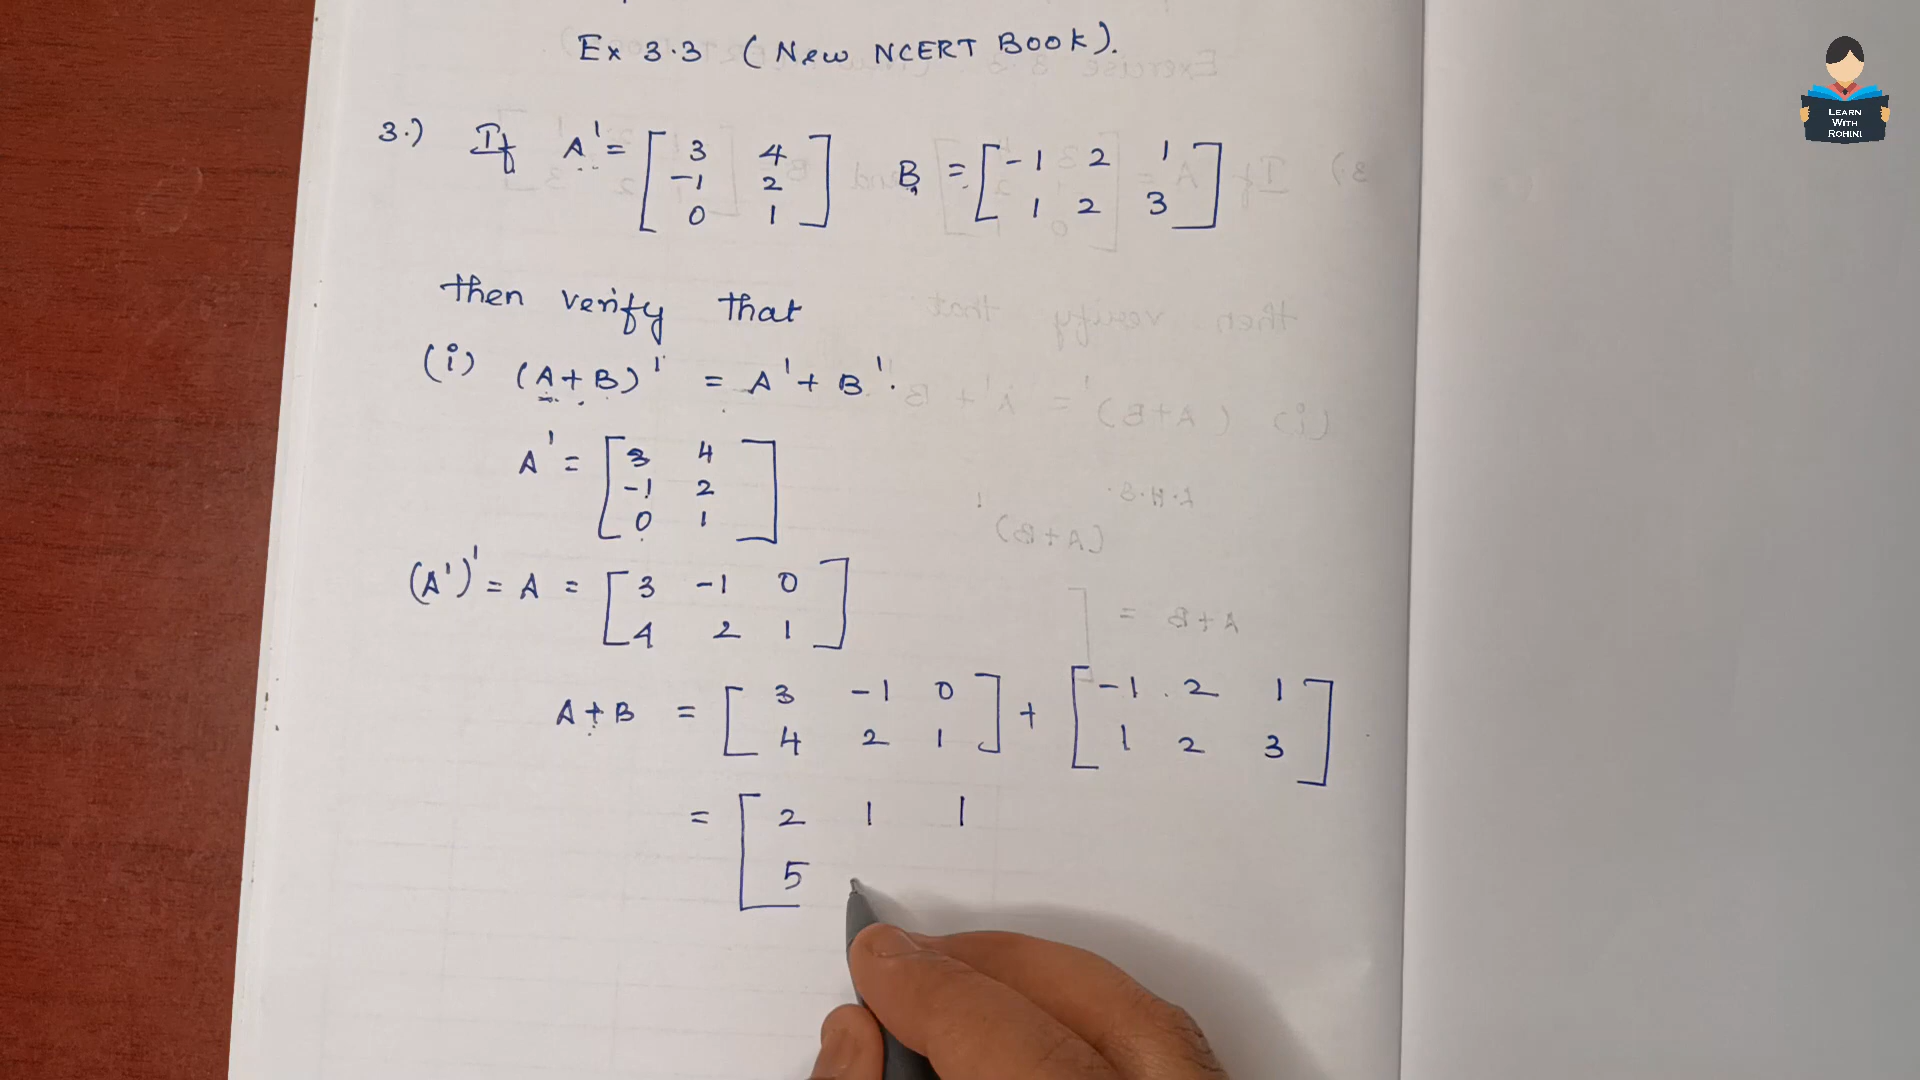 Ex 3.3 (New NCERT Book).
3.) If A' = [ 3 4 B = [ -1 2 1 ]
-1 2 1 2 3
0 1 ]
then verify that
(i) (A+B)' = A' + B'.
A' = [ 3 4
-1 2
0 1 ]
(A')' = A = [ 3 -1 0
4 2 1 ]
A+B = [ 3 -1 0 ] + [ -1 2 1 ]
4 2 1 1 2 3
= [ 2 1 1
5
LEARN
WITH
ROHINI